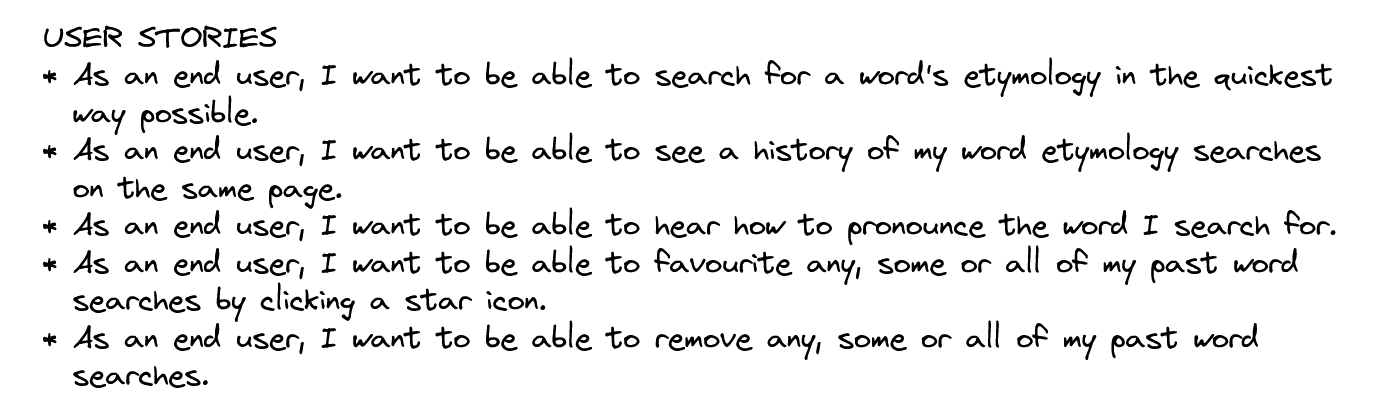 USER STORIES
* As an end user, I want to be able to search for a word's etymology in the quickest
way possible.
* As an end user, I want to be able to see a history of my word etymology searches
on the same page.
* As an end user, I want to be able to hear how to pronounce the word I search for.
* As an end user, I want to be able to favourite any, some or all of my past word
searches by clicking a star icon.
* As an end user, I want to be able to remove any, some or all of my past word
searches.